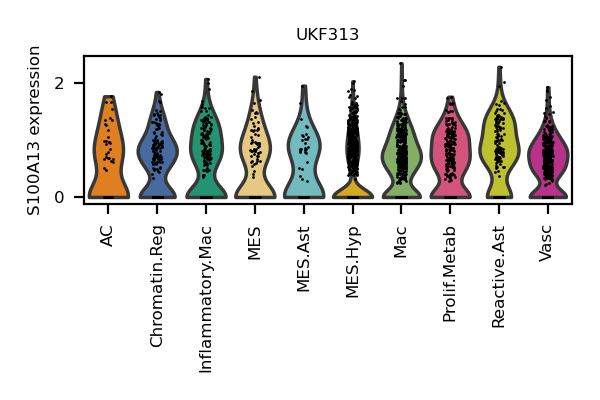 UKF313
S100A13 expression
2
0
AC
Chromatin.Reg
Inflammatory.Mac
MES
MES.Ast
MES.Hyp
Mac
Prolif.Metab
Reactive.Ast
Vasc